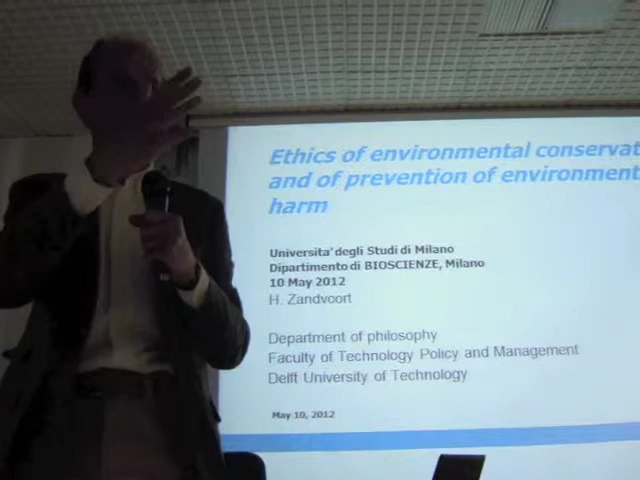 Ethics of environmental conservat
and of prevention of environment
harm
Universita' degli Studi di Milano
Dipartimento di BIOSCIENZE, Milano
10 May 2012
H. Zandvoort
Department of philosophy
Faculty of Technology Policy and Management
Delft University of Technology
May 10, 2012